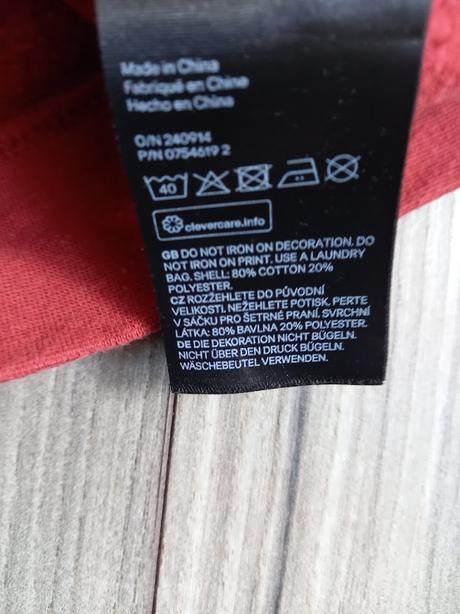 Made in China
Fabriqué en Chine
Hecho en China
O/N 240914
P/N 0754619 2
40
clevercare.info
GB DO NOT IRON ON DECORATION. DO
NOT IRON ON PRINT. USE A LAUNDRY
BAG. SHELL: 80% COTTON 20%
POLYESTER.
CZ ROZŽEHLETE DO PŮVODNÍ
VELIKOSTI. NEŽEHLETE POTISK. PERTE
V SÁČKU PRO ŠETRNÉ PRANÍ. SVRCHNÍ
LÁTKA: 80% BAVLNA 20% POLYESTER.
DE DIE DEKORATION NICHT BÜGELN.
NICHT ÜBER DEN DRUCK BÜGELN.
WÄSCHEBEUTEL VERWENDEN.